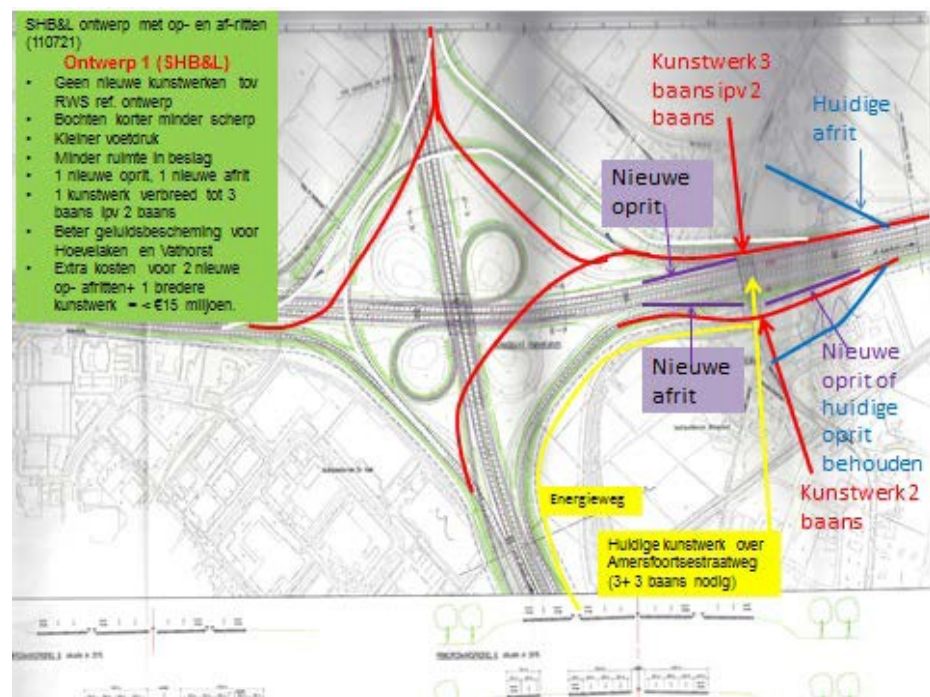 SHB&L ontwerp met op- en af-ritten
(110721)
Ontwerp 1 (SHB&L)
• Geen nieuwe kunstwerken tov
RWS ref. ontwerp
• Bochten korter minder scherp
• Kleiner voetdruk
• Minder ruimte in beslag
• 1 nieuwe oprit, 1 nieuwe afrit
• 1 kunstwerk verbreed tot 3
baans ipv 2 baans
• Beter geluidsbescherming voor
Hoevelaken en Vathorst
• Extra kosten voor 2 nieuwe
op- afritten+ 1 bredere
kunstwerk = < €15 miljoen.
Kunstwerk 3
baans ipv 2
baans
Huidige
afrit
Nieuwe
oprit
Nieuwe
afrit
Nieuwe
oprit of
huidige
oprit
behouden
Kunstwerk 2
baans
Energieweg
Huidige kunstwerk over
Amersfoortsestraatweg
(3+ 3 baans nodig)